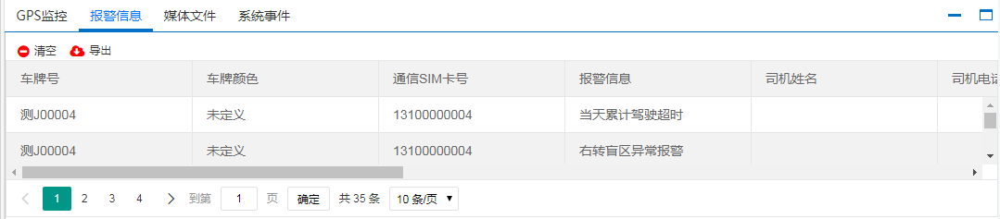 GPS监控 报警信息 媒体文件 系统事件
清空 导出
车牌号 车牌颜色 通信SIM卡号 报警信息 司机姓名 司机电话
测J00004 未定义 13100000004 当天累计驾驶超时
测J00004 未定义 13100000004 右转盲区异常报警
1 2 3 4 到第 1 页 确定 共 35 条 10 条/页